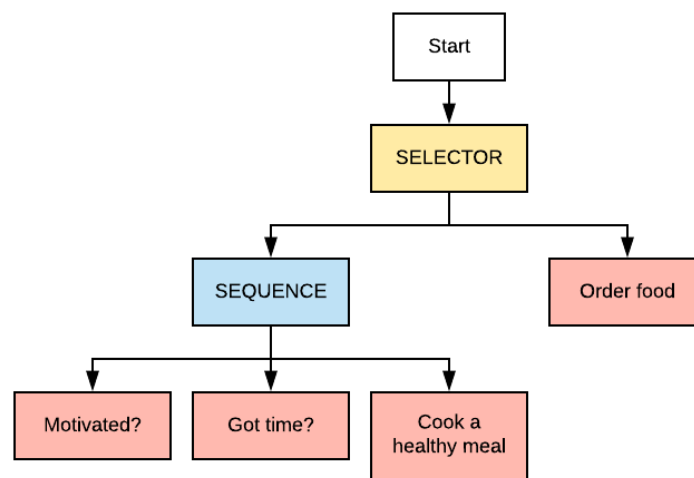 Start
SELECTOR
SEQUENCE
Order food
Motivated?
Got time?
Cook a
healthy meal